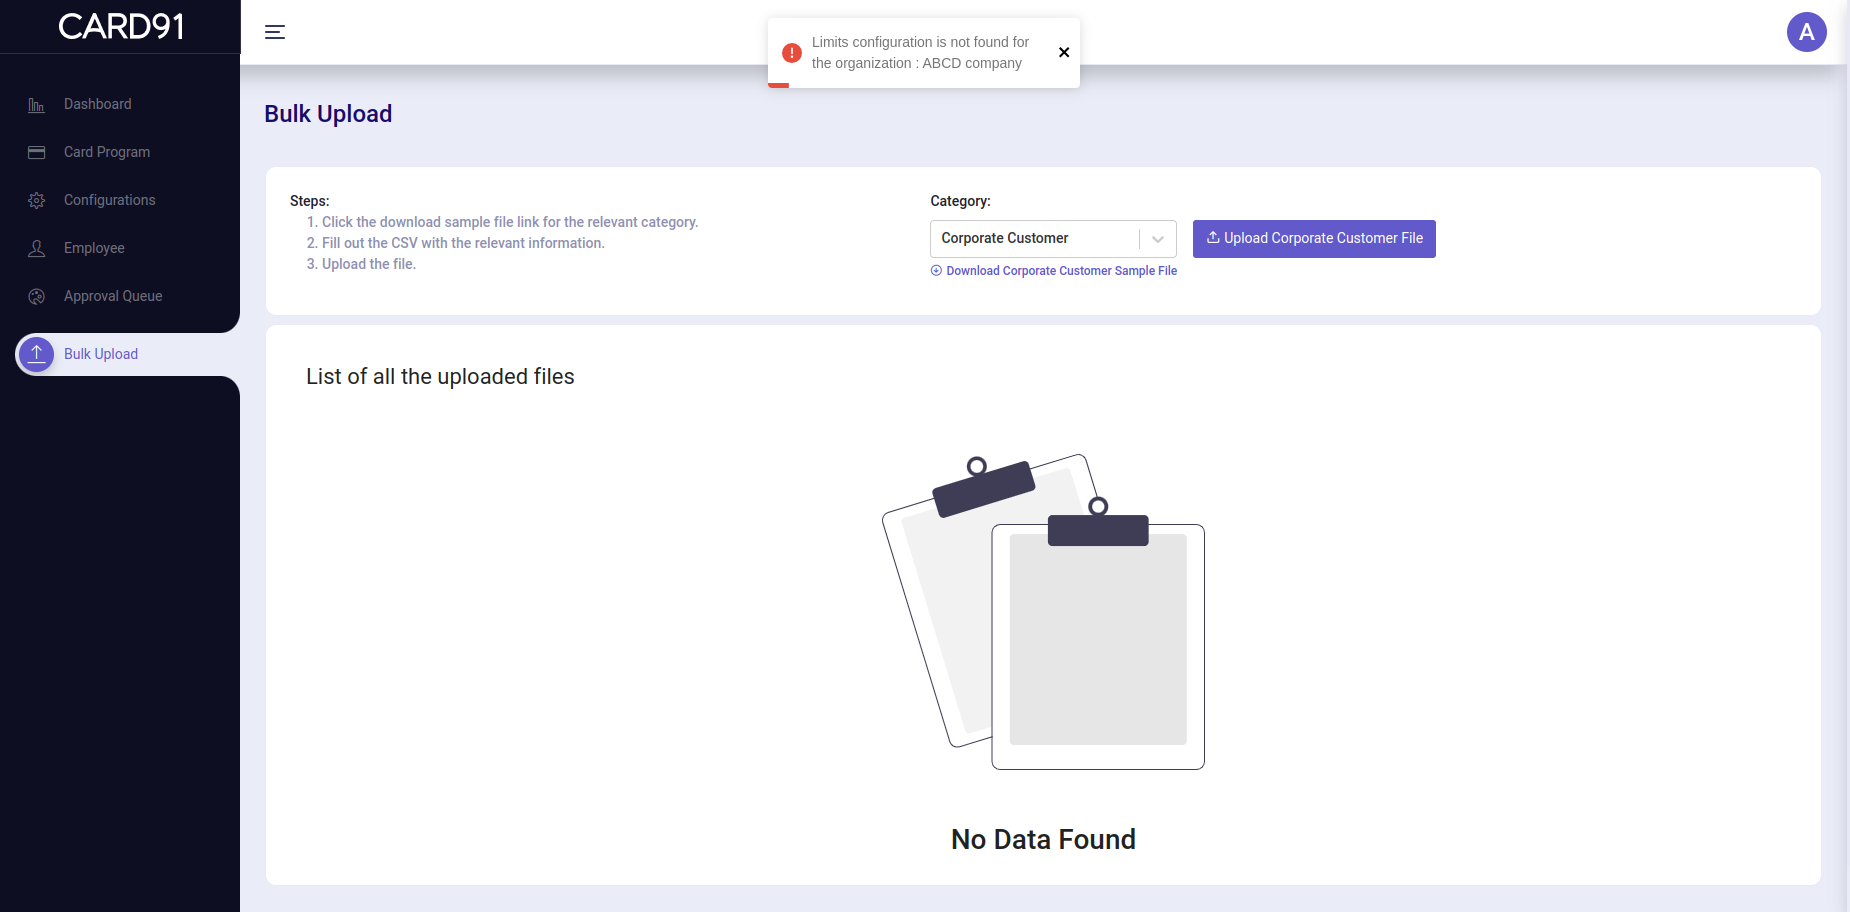 CARD91
Dashboard
Card Program
Configurations
Employee
Approval Queue
Bulk Upload
Limits configuration is not found for
the organization : ABCD company
A
Bulk Upload
Steps:
1. Click the download sample file link for the relevant category.
2. Fill out the CSV with the relevant information.
3. Upload the file.
Category:
Corporate Customer
Upload Corporate Customer File
Download Corporate Customer Sample File
List of all the uploaded files
No Data Found